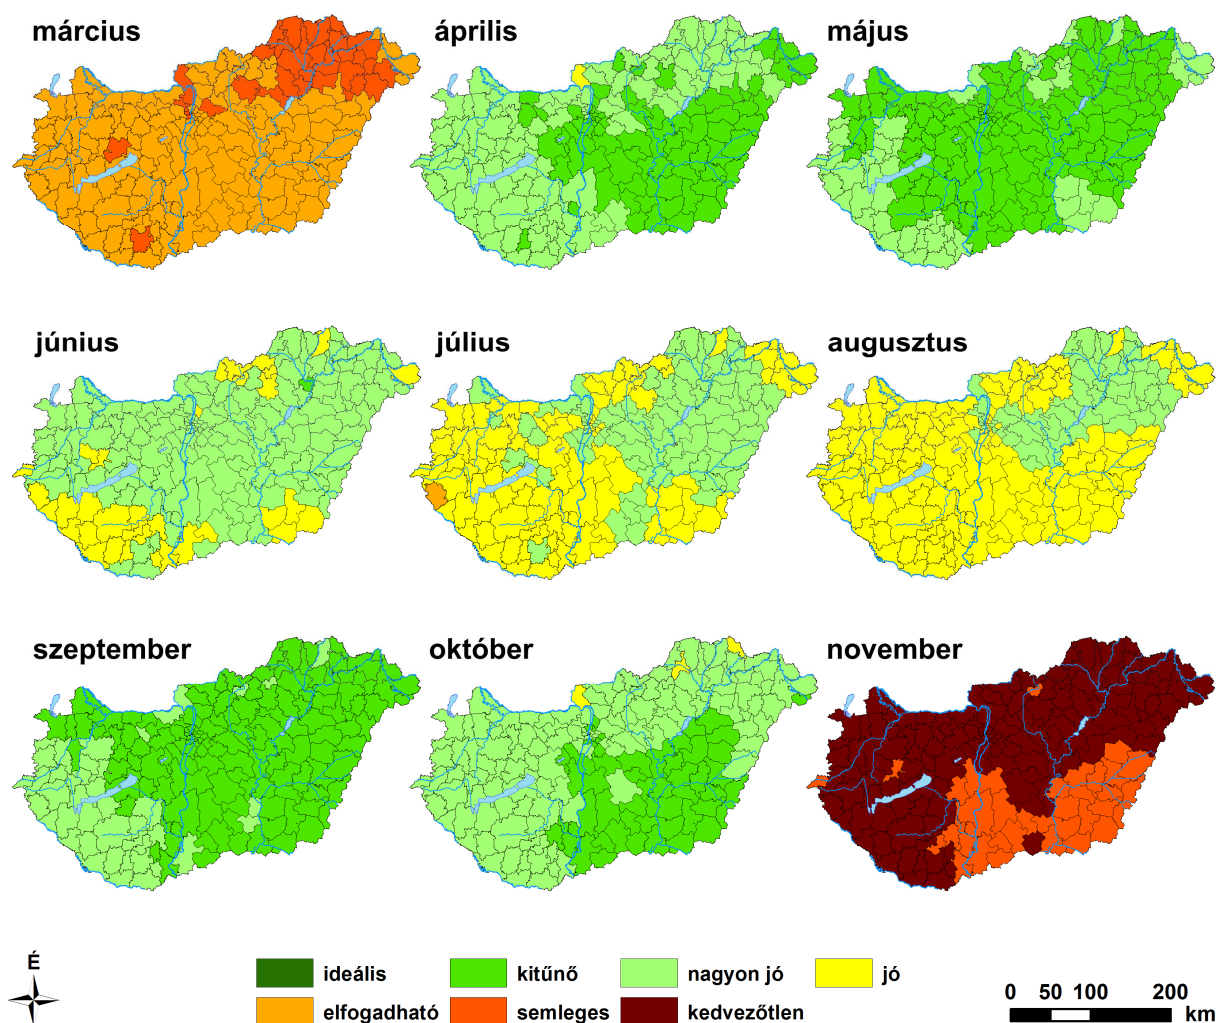 március
április
május
június
július
augusztus
szeptember
október
november
É
ideális
kitűnő
nagyon jó
jó
elfogadható
semleges
kedvezőtlen
0 50 100 200
km